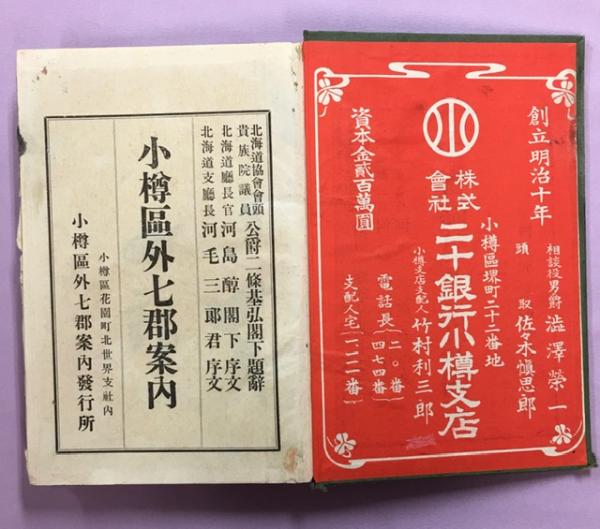 創立明治十年
相談役男爵 澁澤榮一
頭取 佐々木愼思郎
小樽區堺町二十二番地
株式會社 二十銀行小樽支店
小樽支店支配人 竹村利三郎
電話長(二〇番)(四七四番)
支配人宅(一一一番)
資本金貳百萬圓
北海道協會會頭
貴族院議員 公爵二條基弘閣下題辭
北海道廳長官 河島醇閣下序文
北海道支廳長 河毛三郞君序文
小樽區外七郡案內
小樽區花園町北世界支社內
小樽區外七郡案內發行所